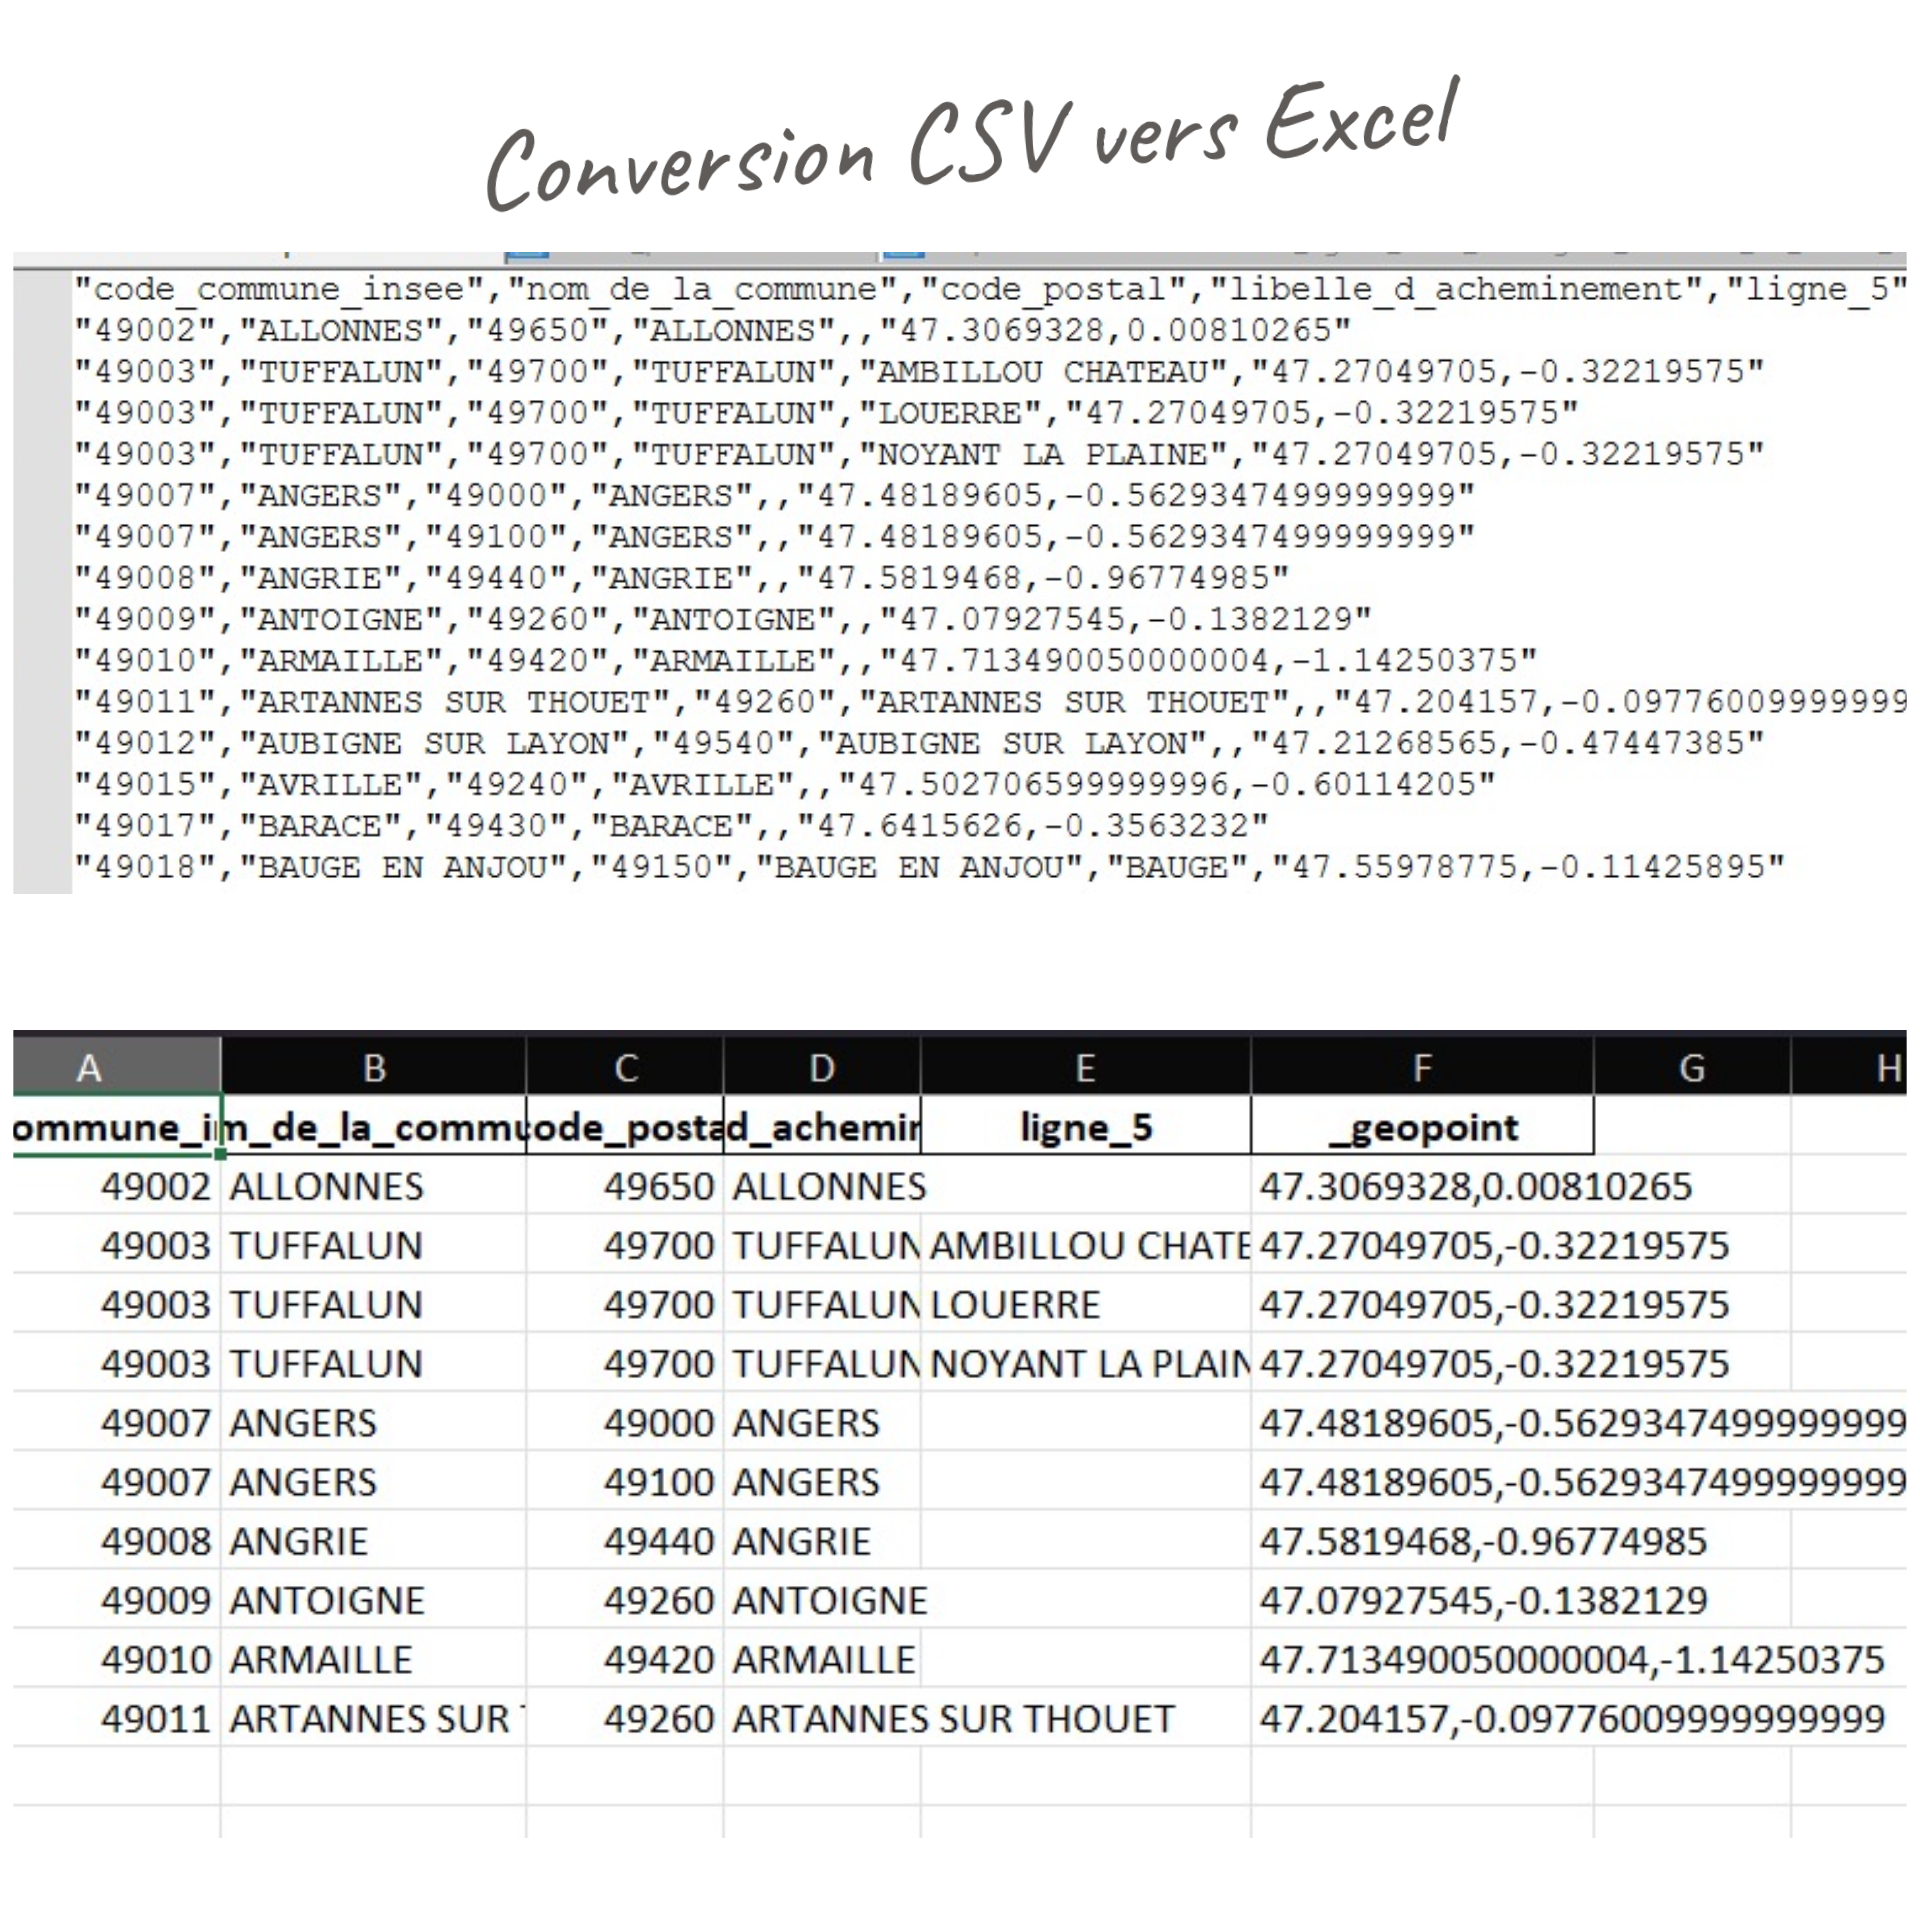 Conversion CSV vers Excel
"code_commune_insee","nom_de_la_commune","code_postal","libelle_d_acheminement","ligne_5"
"49002","ALLONNES","49650","ALLONNES",,"47.3069328,0.00810265"
"49003","TUFFALUN","49700","TUFFALUN","AMBILLOU CHATEAU","47.27049705,-0.32219575"
"49003","TUFFALUN","49700","TUFFALUN","LOUERRE","47.27049705,-0.32219575"
"49003","TUFFALUN","49700","TUFFALUN","NOYANT LA PLAINE","47.27049705,-0.32219575"
"49007","ANGERS","49000","ANGERS",,"47.48189605,-0.5629347499999999"
"49007","ANGERS","49100","ANGERS",,"47.48189605,-0.5629347499999999"
"49008","ANGRIE","49440","ANGRIE",,"47.5819468,-0.96774985"
"49009","ANTOIGNE","49260","ANTOIGNE",,"47.07927545,-0.1382129"
"49010","ARMAILLE","49420","ARMAILLE",,"47.713490050000004,-1.14250375"
"49011","ARTANNES SUR THOUET","49260","ARTANNES SUR THOUET",,"47.204157,-0.09776009999999
"49012","AUBIGNE SUR LAYON","49540","AUBIGNE SUR LAYON",,"47.21268565,-0.47447385"
"49015","AVRILLE","49240","AVRILLE",,"47.502706599999996,-0.60114205"
"49017","BARACE","49430","BARACE",,"47.6415626,-0.3563232"
"49018","BAUGE EN ANJOU","49150","BAUGE EN ANJOU","BAUGE","47.55978775,-0.11425895"
A B C D E F G H
ommune_in m_de_la_commu ode_posta d_achemin ligne_5 _geopoint
49002 ALLONNES 49650 ALLONNES 47.3069328,0.00810265
49003 TUFFALUN 49700 TUFFALUN AMBILLOU CHATE 47.27049705,-0.32219575
49003 TUFFALUN 49700 TUFFALUN LOUERRE 47.27049705,-0.32219575
49003 TUFFALUN 49700 TUFFALUN NOYANT LA PLAIN 47.27049705,-0.32219575
49007 ANGERS 49000 ANGERS 47.48189605,-0.5629347499999999
49007 ANGERS 49100 ANGERS 47.48189605,-0.5629347499999999
49008 ANGRIE 49440 ANGRIE 47.5819468,-0.96774985
49009 ANTOIGNE 49260 ANTOIGNE 47.07927545,-0.1382129
49010 ARMAILLE 49420 ARMAILLE 47.713490050000004,-1.14250375
49011 ARTANNES SUR 49260 ARTANNES SUR THOUET 47.204157,-0.09776009999999999